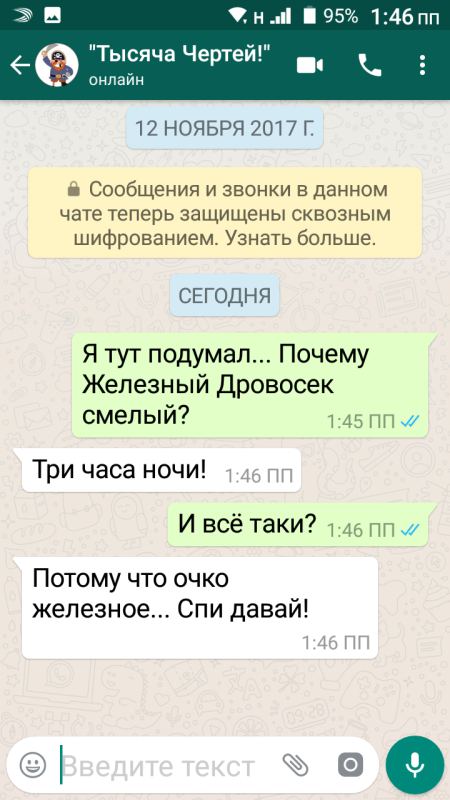 н 95% 1:46 пп
"Тысяча Чертей!"
онлайн
12 НОЯБРЯ 2017 Г.
Сообщения и звонки в данном
чате теперь защищены сквозным
шифрованием. Узнать больше.
СЕГОДНЯ
Я тут подумал... Почему
Железный Дровосек
смелый? 1:45 ПП
Три часа ночи! 1:46 ПП
И всё таки? 1:46 ПП
Потому что очко
железное... Спи давай!
1:46 ПП
Введите текст